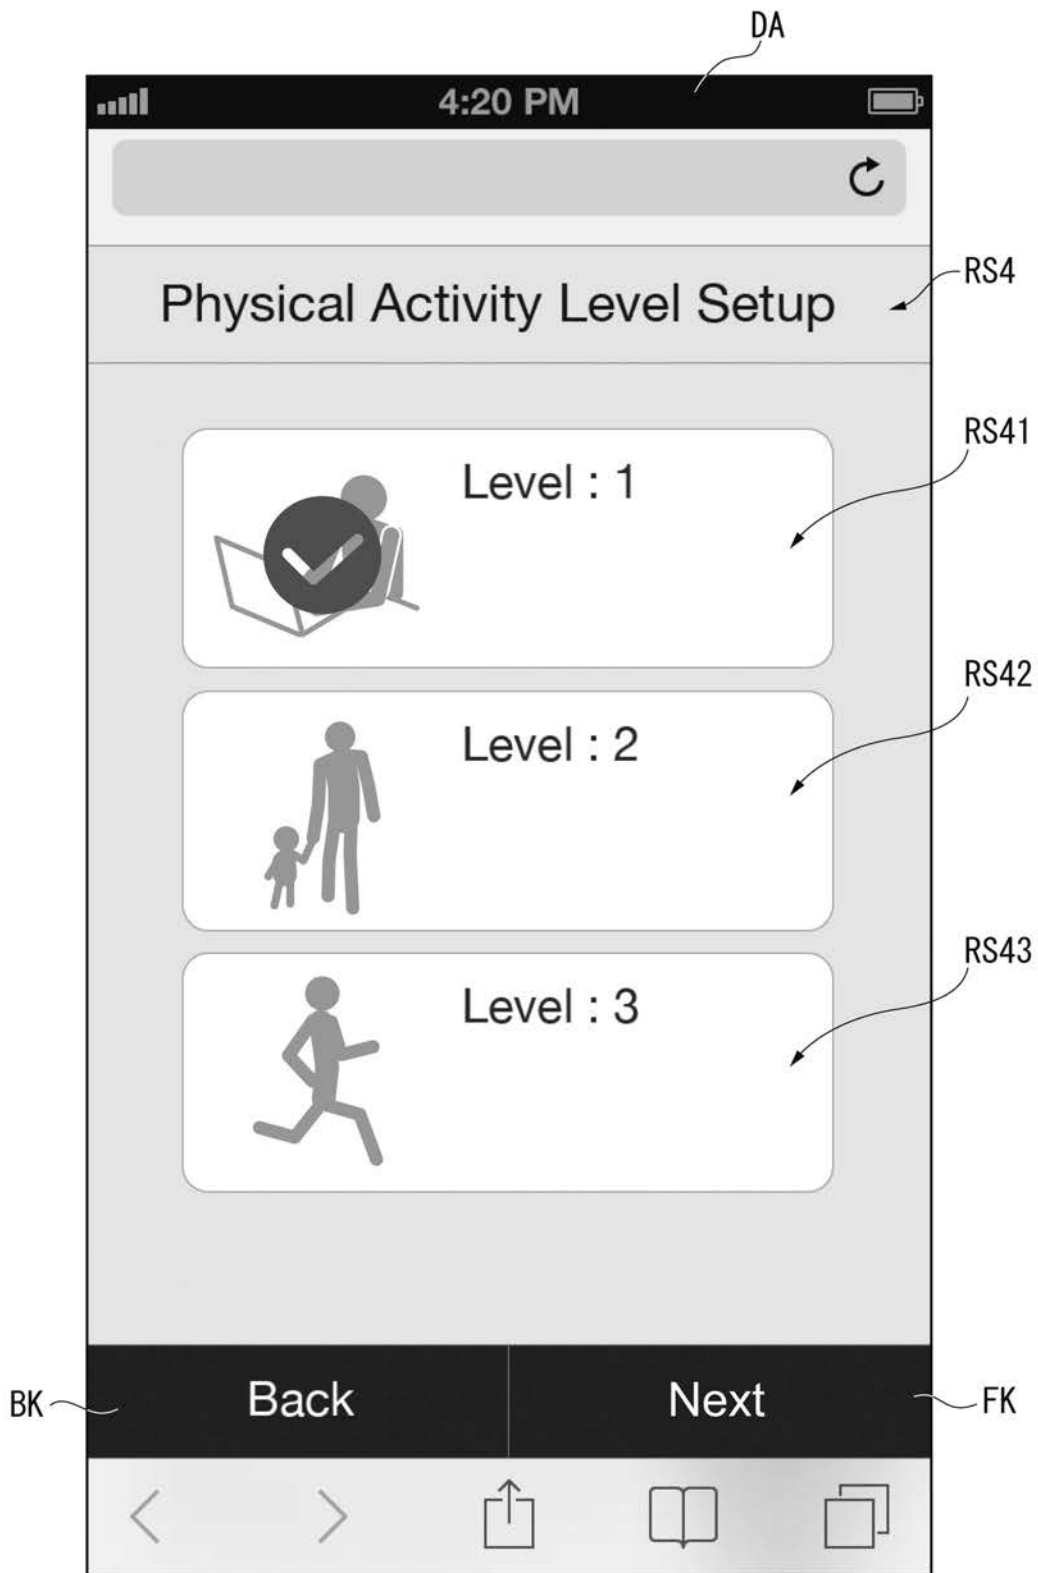 DA
4:20 PM
RS4
Physical Activity Level Setup
RS41
Level : 1
RS42
Level : 2
RS43
Level : 3
BK
Back
Next
FK